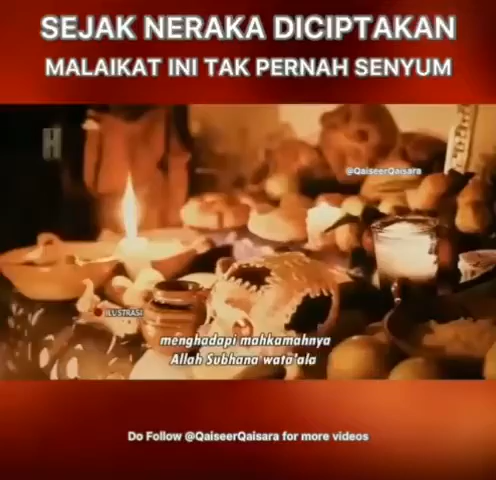 SEJAK NERAKA DICIPTAKAN
MALAIKAT INI TAK PERNAH SENYUM
H
@QaiseerQaisara
ILUSTRASI
menghadapi mahkamahnya
Allah Subhana wata'ala
Do Follow @QaiseerQaisara for more videos